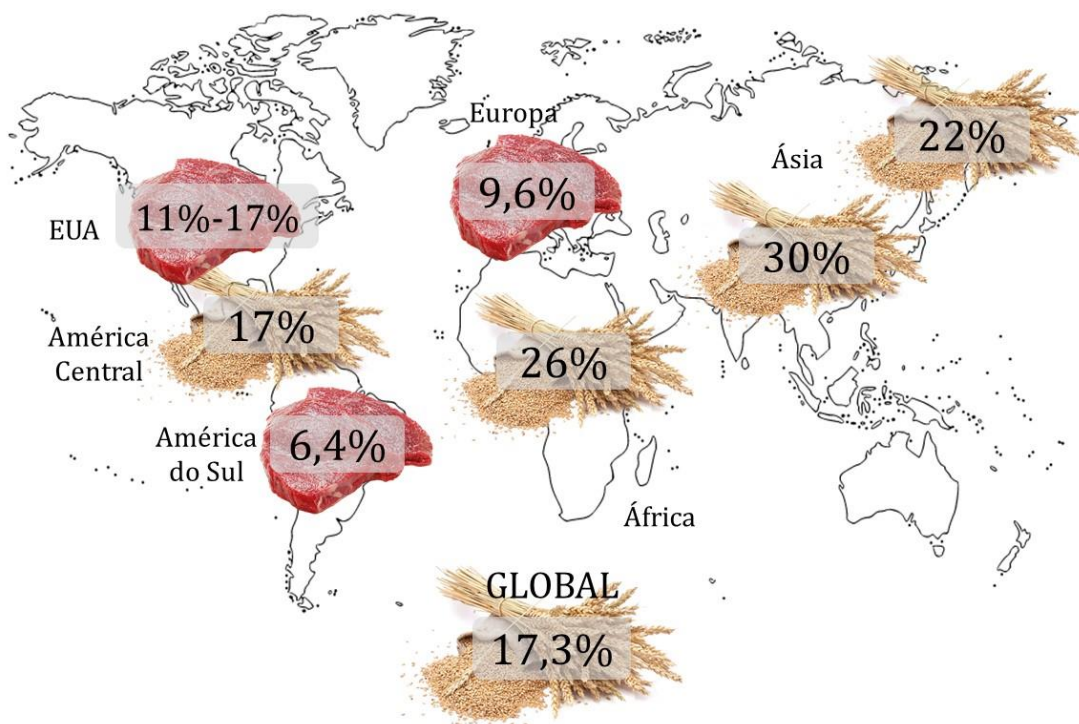 Europa
22%
Ásia
9,6%
11%-17%
EUA
30%
17%
América
Central
26%
6,4%
América
do Sul
África
GLOBAL
17,3%